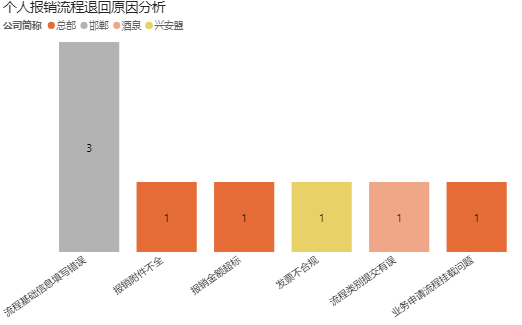 个人报销流程退回原因分析
公司简称 总部 邯郸 酒泉 兴安盟
3
1
1
1
1
1
流程基础信息填写错误
报销附件不全
报销金额超标
发票不合规
流程类别提交有误
业务申请流程挂载问题